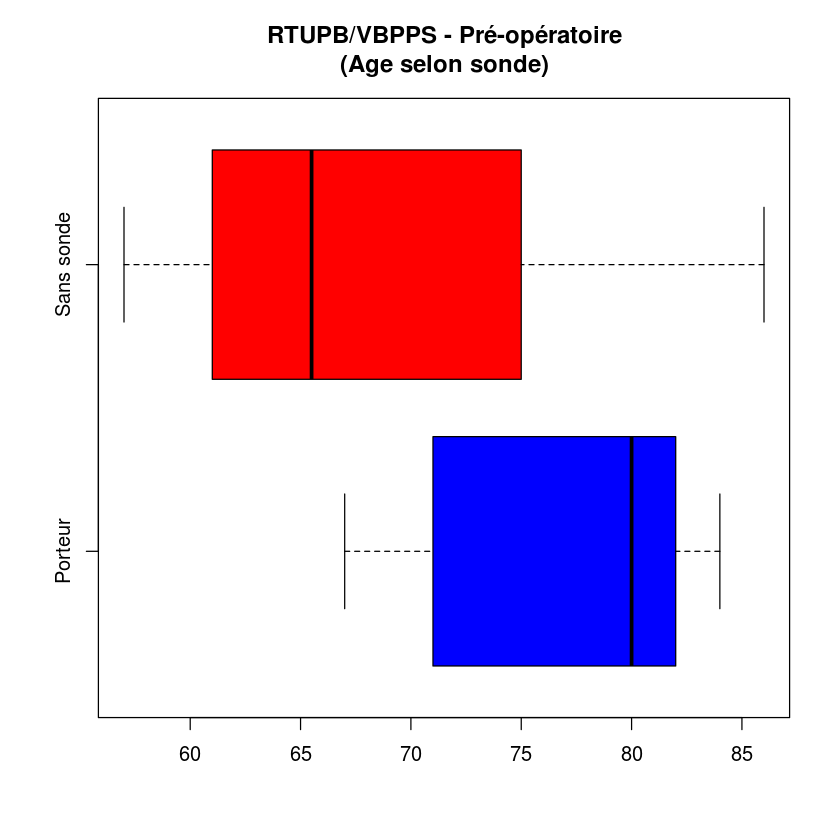 RTUPB/VBPPS - Pré-opératoire
(Age selon sonde)
Sans sonde
Porteur
60 65 70 75 80 85